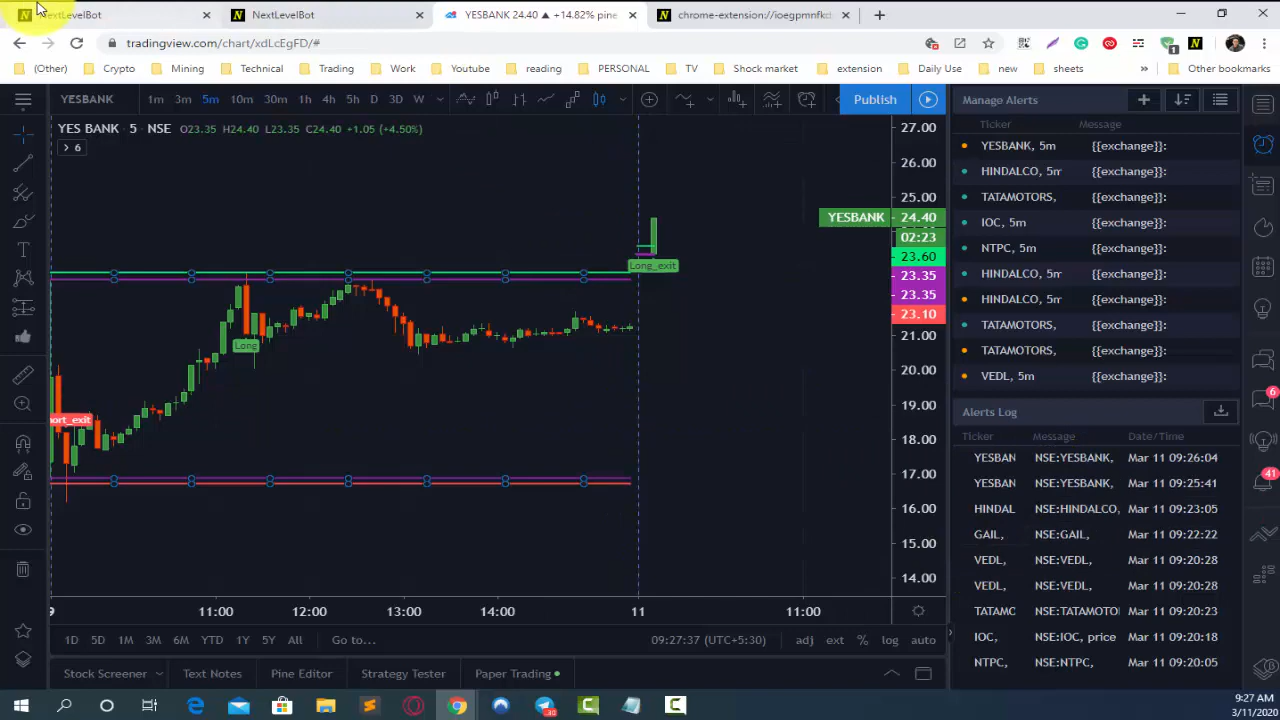 NextLevelBot
NextLevelBot
YESBANK 24.40 ▲ +14.82% pine
chrome-extension://ioegpmnfk
tradingview.com/chart/xdLcEgFD/#
(Other)
Crypto
Mining
Technical
Trading
Work
Youtube
reading
PERSONAL
TV
Shock market
extension
Daily Use
new
sheets
»
Other bookmarks
YESBANK
1m 3m 5m 10m 30m 1h 4h 5h D 3D W
Publish
Manage Alerts
YES BANK · 5 · NSE O23.35 H24.40 L23.35 C24.40 +1.05 (+4.50%)
> 6
27.00
26.00
25.00
YESBANK 24.40
02:23
23.60
23.35
23.35
23.10
21.00
20.00
19.00
18.00
17.00
16.00
15.00
14.00
Long_exit
Long
ort_exit
Ticker Message
YESBANK, 5m {{exchange}}:
HINDALCO, 5m {{exchange}}:
TATAMOTORS, {{exchange}}:
IOC, 5m {{exchange}}:
NTPC, 5m {{exchange}}:
HINDALCO, 5m {{exchange}}:
HINDALCO, 5m {{exchange}}:
TATAMOTORS, {{exchange}}:
TATAMOTORS, {{exchange}}:
VEDL, 5m {{exchange}}:
Alerts Log
Ticker Message Date/Time
YESBAN NSE:YESBANK, Mar 11 09:26:04
YESBAN NSE:YESBANK, Mar 11 09:25:41
HINDAL NSE:HINDALCO, Mar 11 09:23:05
GAIL, NSE:GAIL, Mar 11 09:22:22
VEDL, NSE:VEDL, Mar 11 09:20:28
VEDL, NSE:VEDL, Mar 11 09:20:28
TATAMC NSE:TATAMOTO Mar 11 09:20:23
IOC, NSE:IOC, price Mar 11 09:20:18
NTPC, NSE:NTPC, Mar 11 09:20:05
6
41
9 11:00 12:00 13:00 14:00 11 11:00
1D 5D 1M 3M 6M YTD 1Y 5Y All Go to...
09:27:37 (UTC+5:30) adj ext % log auto
Stock Screener
Text Notes
Pine Editor
Strategy Tester
Paper Trading
9:27 AM
3/11/2020